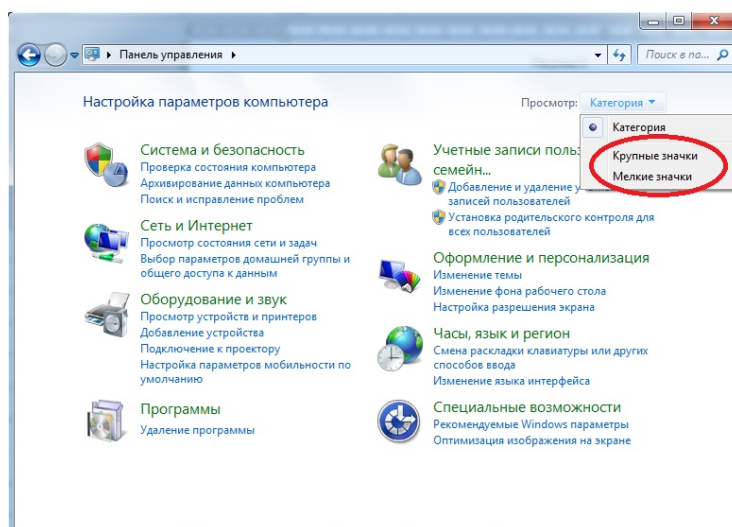 Панель управления
Поиск в па...
Настройка параметров компьютера
Просмотр: Категория
Категория
Крупные значки
Мелкие значки
Система и безопасность
Проверка состояния компьютера
Архивирование данных компьютера
Поиск и исправление проблем
Сеть и Интернет
Просмотр состояния сети и задач
Выбор параметров домашней группы и
общего доступа к данным
Оборудование и звук
Просмотр устройств и принтеров
Добавление устройства
Подключение к проектору
Настройка параметров мобильности по
умолчанию
Программы
Удаление программы
Учетные записи польз
семейн...
Добавление и удаление
записей пользователей
Установка родительского контроля для
всех пользователей
Оформление и персонализация
Изменение темы
Изменение фона рабочего стола
Настройка разрешения экрана
Часы, язык и регион
Смена раскладки клавиатуры или других
способов ввода
Изменение языка интерфейса
Специальные возможности
Рекомендуемые Windows параметры
Оптимизация изображения на экране